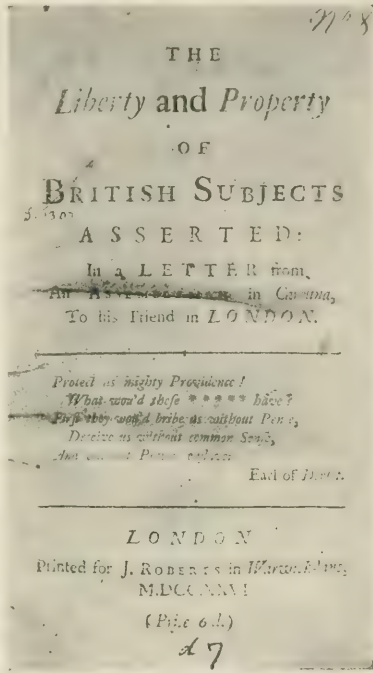 THE
Liberty and Property
OF
BRITISH SUBJECTS
ASSERTED:
In a LETTER from
An in
To his Friend in LONDON.
Protect us mighty Providence!
What wou'd these ***** have?
First they wou'd bribe us without Pence,
Deceive us without common Sense,
And
Earl of
LONDON
Printed for J. ROBERTS in
(Price 6 d.)